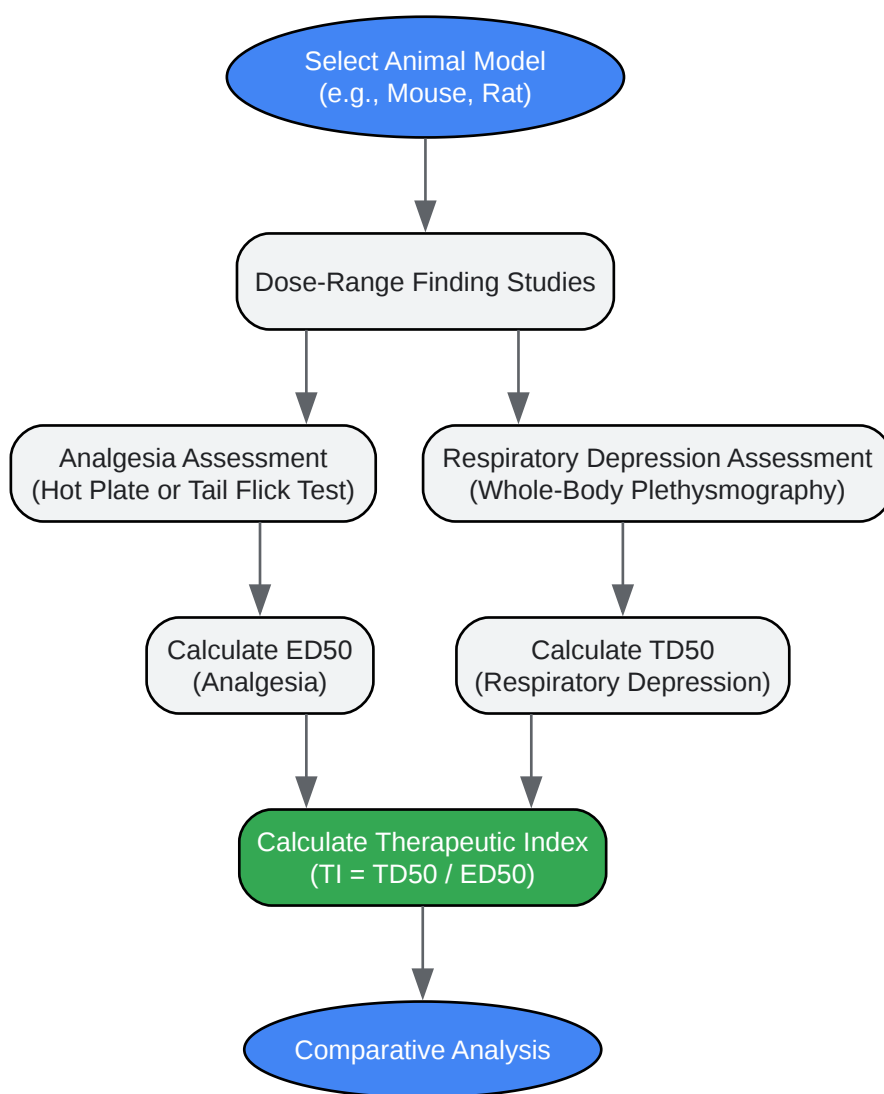 Select Animal Model
(e.g., Mouse, Rat)
Dose-Range Finding Studies
Analgesia Assessment
(Hot Plate or Tail Flick Test)
Respiratory Depression Assessment
(Whole-Body Plethysmography)
Calculate ED50
(Analgesia)
Calculate TD50
(Respiratory Depression)
Calculate Therapeutic Index
(TI = TD50 / ED50)
Comparative Analysis